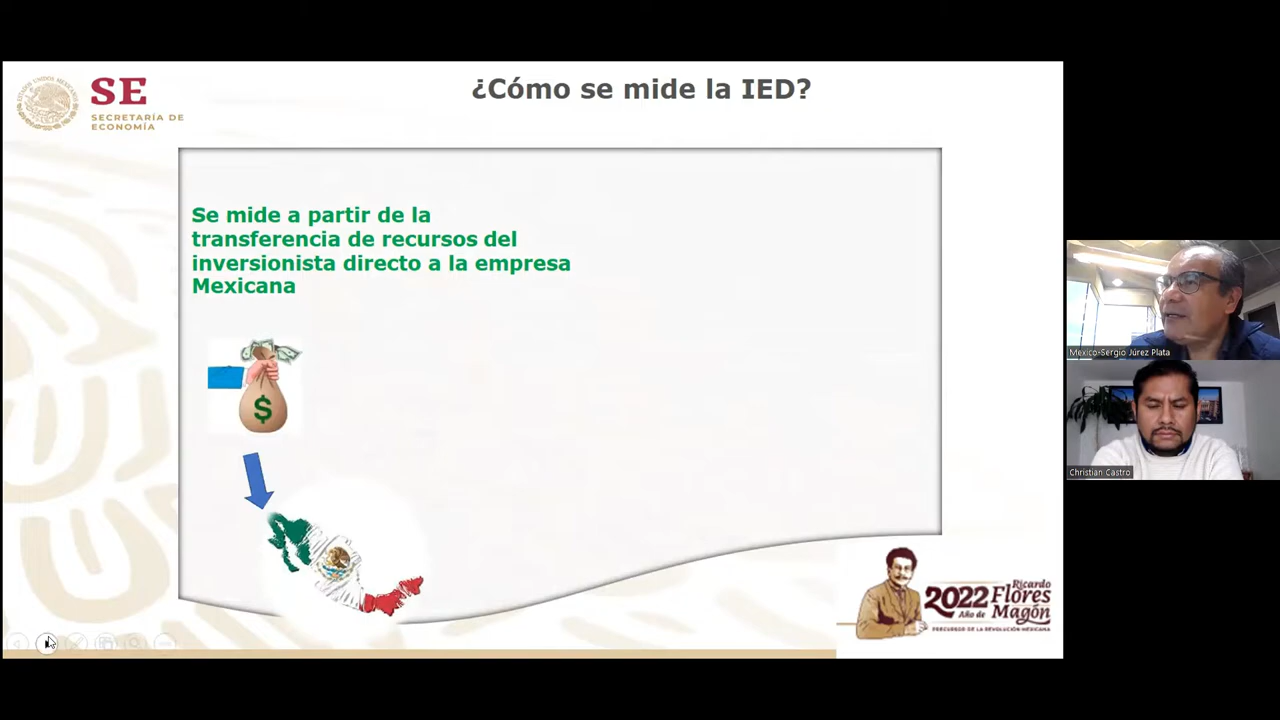 ¿Cómo se mide la IED?
SE
SECRETARÍA DE
ECONOMÍA
Se mide a partir de la
transferencia de recursos del
inversionista directo a la empresa
Mexicana
$
Mexico-Sergio Júrez Plata
Christian Castro
2022
Año de
Ricardo
Flores
Magón
PRECURSOR DE LA REVOLUCIÓN MEXICANA